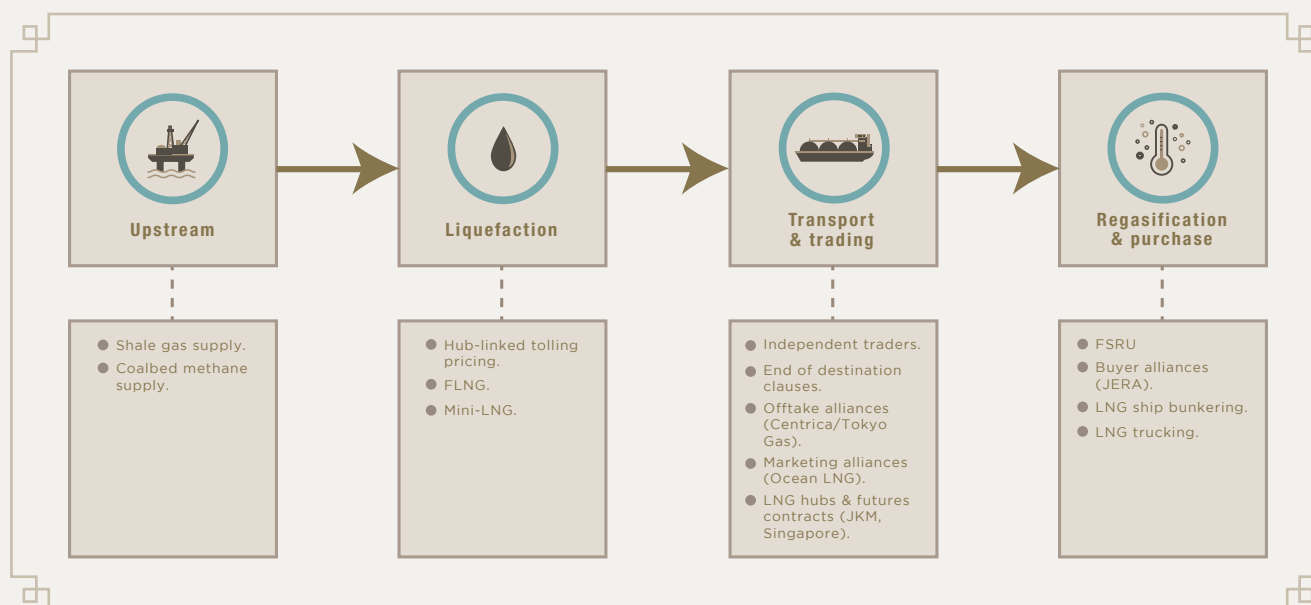 Upstream
Liquefaction
Transport
& trading
Regasification
& purchase
Shale gas supply.
Coalbed methane
supply.
Hub-linked tolling
pricing.
FLNG.
Mini-LNG.
Independent traders.
End of destination
clauses.
Offtake alliances
(Centrica/Tokyo
Gas).
Marketing alliances
(Ocean LNG).
LNG hubs & futures
contracts (JKM,
Singapore).
FSRU
Buyer alliances
(JERA).
LNG ship bunkering.
LNG trucking.